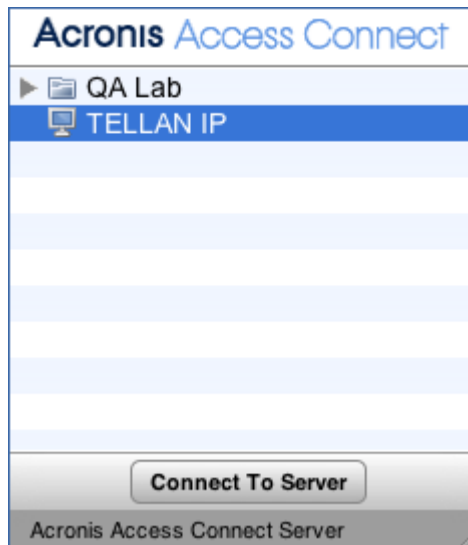 Acronis Access Connect
QA Lab
TELLAN IP
Connect To Server
Acronis Access Connect Server